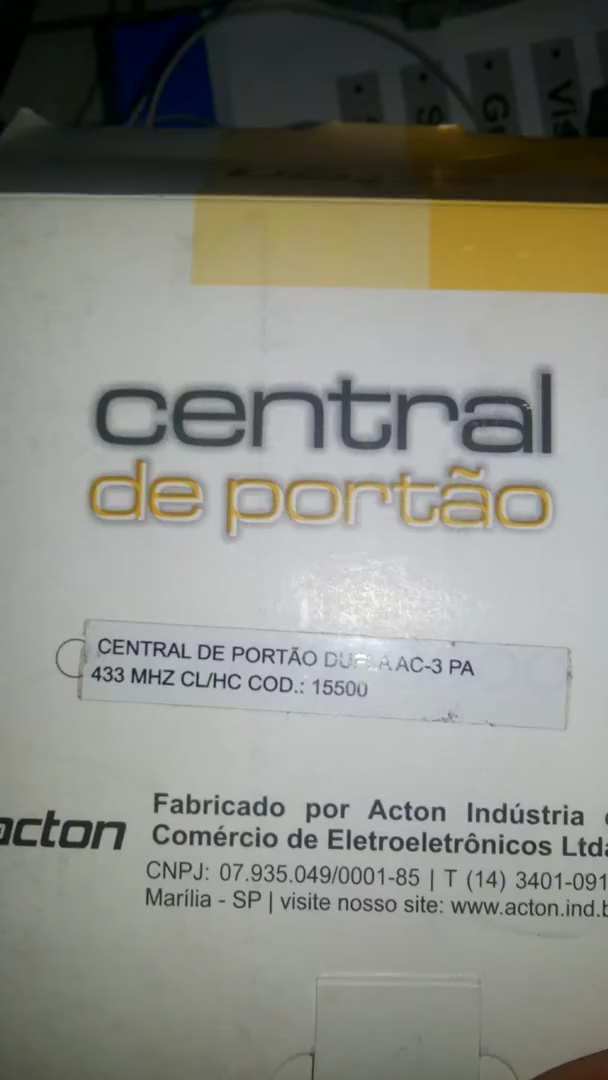 central
de portão
CENTRAL DE PORTÃO DUPLA AC-3 PA
433 MHZ CL/HC COD.: 15500
acton
Fabricado por Acton Indústria e
Comércio de Eletroeletrônicos Ltda
CNPJ: 07.935.049/0001-85 | T (14) 3401-091
Marília - SP | visite nosso site: www.acton.ind.b